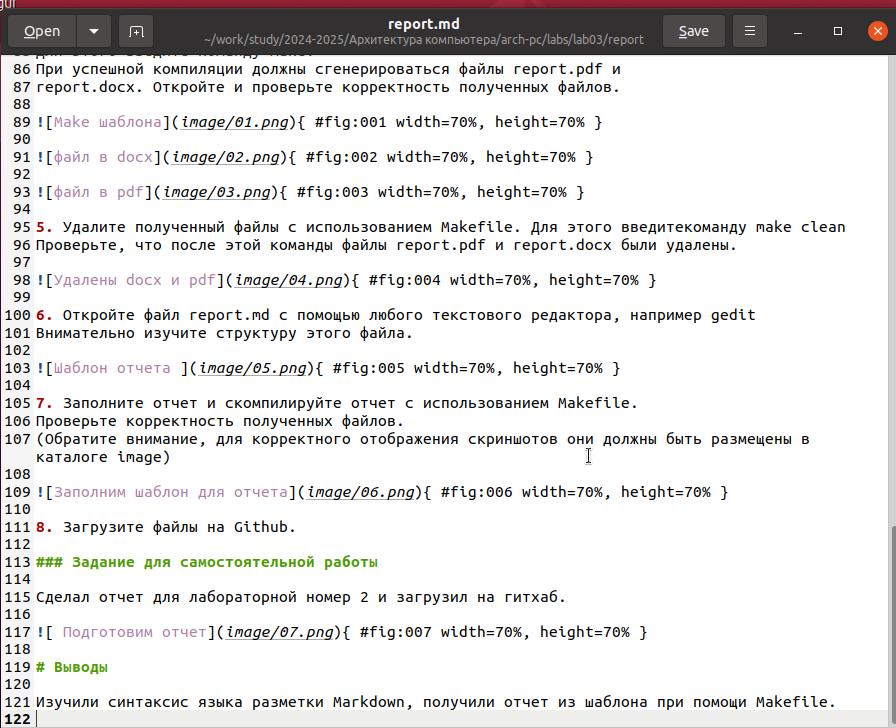 Open
report.md
~/work/study/2024-2025/Архитектура компьютера/arch-pc/labs/lab03/report
Save
86 При успешной компиляции должны сгенерироваться файлы report.pdf и
87 report.docx. Откройте и проверьте корректность полученных файлов.
88
89 ![Make шаблона](image/01.png){ #fig:001 width=70%, height=70% }
90
91 ![файл в docx](image/02.png){ #fig:002 width=70%, height=70% }
92
93 ![файл в pdf](image/03.png){ #fig:003 width=70%, height=70% }
94
95 5. Удалите полученный файлы с использованием Makefile. Для этого введитекоманду make clean
96 Проверьте, что после этой команды файлы report.pdf и report.docx были удалены.
97
98 ![Удалены docx и pdf](image/04.png){ #fig:004 width=70%, height=70% }
99
100 6. Откройте файл report.md c помощью любого текстового редактора, например gedit
101 Внимательно изучите структуру этого файла.
102
103 ![Шаблон отчета ](image/05.png){ #fig:005 width=70%, height=70% }
104
105 7. Заполните отчет и скомпилируйте отчет с использованием Makefile.
106 Проверьте корректность полученных файлов.
107 (Обратите внимание, для корректного отображения скриншотов они должны быть размещены в
каталоге image)
108
109 ![Заполним шаблон для отчета](image/06.png){ #fig:006 width=70%, height=70% }
110
111 8. Загрузите файлы на Github.
112
113 ### Задание для самостоятельной работы
114
115 Сделал отчет для лабораторной номер 2 и загрузил на гитхаб.
116
117 ![ Подготовим отчет](image/07.png){ #fig:007 width=70%, height=70% }
118
119 # Выводы
120
121 Изучили синтаксис языка разметки Markdown, получили отчет из шаблона при помощи Makefile.
122